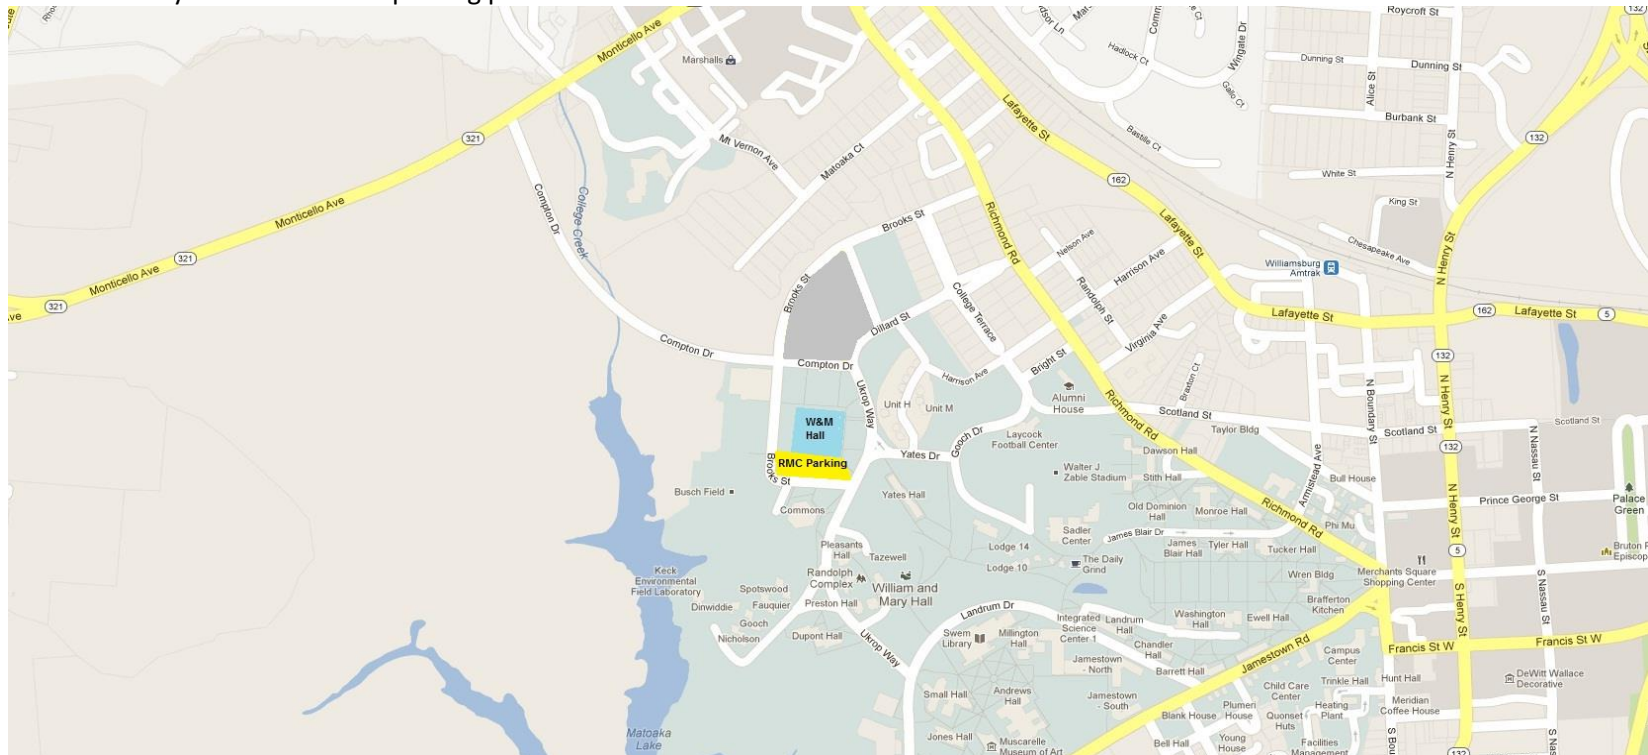 Monticello Ave
Marshalls
Roycroft St
132
132
Hadlock Ct
Wingate Dr
Dunning St
Dunning St
Alice St
Gallo Ct
Lafayette St
Burbank St
132
321
Mt Vernon Ave
Bastille Ct
N Henry St
Matoaka Ct
White St
162
Compton Dr
College Creek
Monticello Ave
Brooks St
Richmond Rd
Lafayette St
King St
Nelson Ave
Chesapeake Ave
N Henry St
321
Monticello Ave
Harrison Ave
Williamsburg
Amtrak
Brooks St
College Terrace
Randolph St
321
Dillard St
Virginia Ave
Lafayette St
162
Lafayette St
5
Compton Dr
Compton Dr
Bright St
132
Harrison Ave
Braxton Ct
Ukrop Way
Unit H
Unit M
Alumni
House
Richmond Rd
N Boundary St
N Henry St
W&M
Hall
Scotland St
Scotland St
Scotland St
Taylor Bldg
Laycock
Football Center
Gooch Dr
N Nassau St
132
Yates Dr
Dawson Hall
Armistead Ave
RMC Parking
Brooks St
Walter J
Zable Stadium
Stith Hall
Bull House
Busch Field
Yates Hall
Richmond Rd
N Henry St
Prince George St
Palace
Green
Commons
Old Dominion
Hall
Monroe Hall
Phi Mu
Sadler
Center
James Blair Dr
Pleasants
Hall
Tazewell
Lodge 14
Lodge 10
James
Blair Hall
Tyler Hall
Tucker Hall
5
The Daily
Grind
Keck
Environmental
Field Laboratory
Randolph
Complex
William and
Mary Hall
Wren Bldg
Merchants Square
Shopping Center
Spotswood
Fauquier
Preston Hall
Dinwiddie
Gooch
Nicholson
Dupont Hall
Landrum Dr
Brafferton
Kitchen
Washington
Hall
Ewell Hall
Integrated
Science
Center 1
Landrum
Hall
S Henry St
S Nassau St
Swem
Library
Millington
Hall
Chandler
Hall
Ukrop Way
Jamestown Rd
Francis St W
Francis St W
Campus
Center
Jamestown
- North
Barrett Hall
Trinkle Hall
Hunt Hall
DeWitt Wallace
Decorative
Child Care
Center
Small Hall
Andrews
Hall
Jamestown
- South
Plumeri
House
Blank House
Quonset
Huts
Heating
Plant
Meridian
Coffee House
Matoaka
Lake
Jones Hall
Muscarelle
Museum of Art
Bell Hall
Young
House
Facilities
Management
132